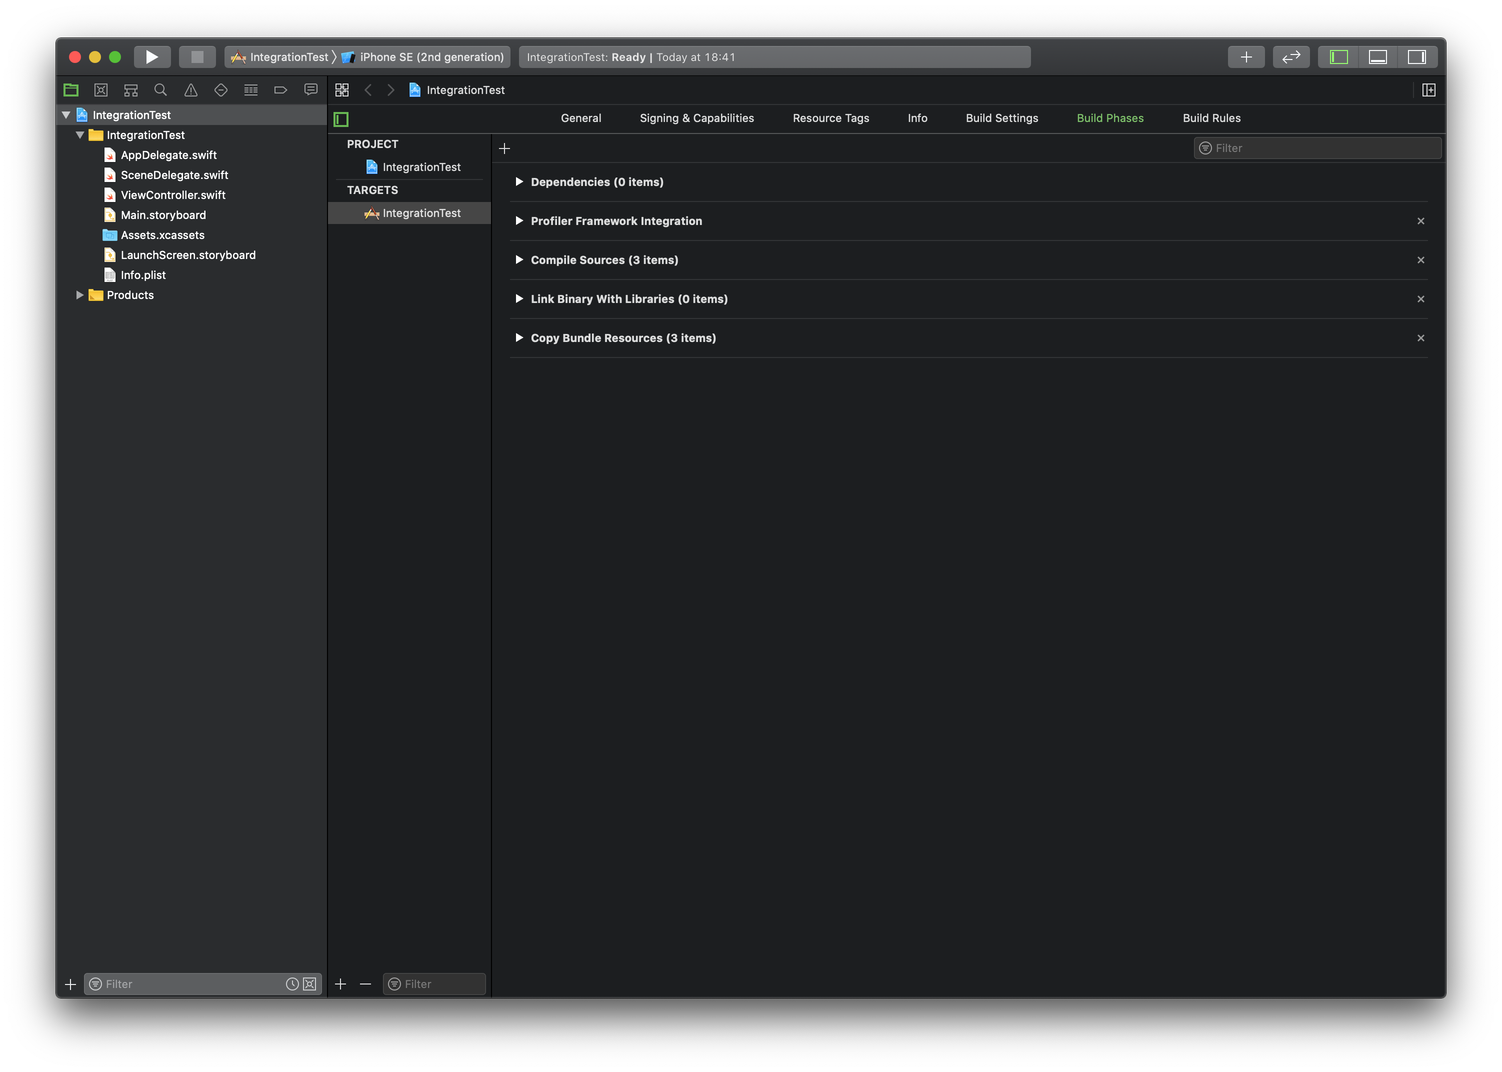 IntegrationTest iPhone SE (2nd generation)
IntegrationTest: Ready | Today at 18:41
IntegrationTest
IntegrationTest
IntegrationTest
AppDelegate.swift
SceneDelegate.swift
ViewController.swift
Main.storyboard
Assets.xcassets
LaunchScreen.storyboard
Info.plist
Products
Filter
General Signing & Capabilities Resource Tags Info Build Settings Build Phases Build Rules
PROJECT
IntegrationTest
TARGETS
IntegrationTest
Filter
Filter
Dependencies (0 items)
Profiler Framework Integration
Compile Sources (3 items)
Link Binary With Libraries (0 items)
Copy Bundle Resources (3 items)